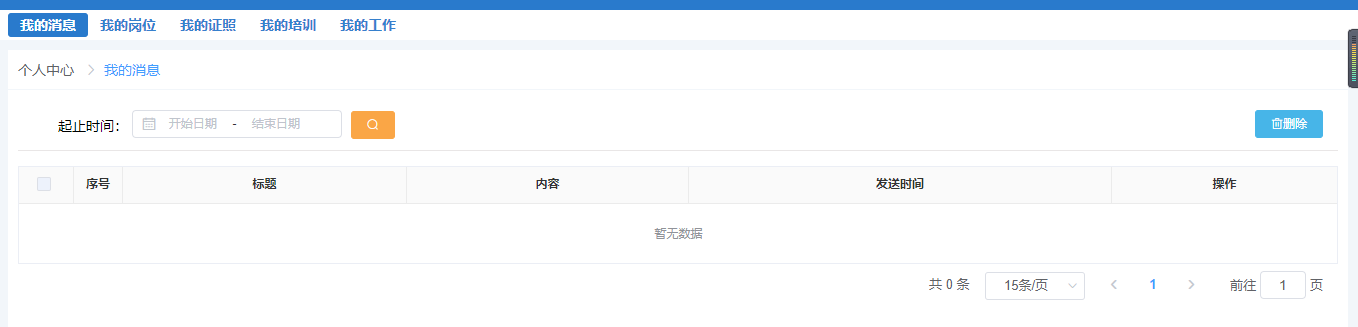 我的消息 我的岗位 我的证照 我的培训 我的工作
个人中心 我的消息
起止时间： 开始日期 - 结束日期 删除
序号 标题 内容 发送时间 操作
暂无数据
共 0 条 15条/页 1 前往 1 页